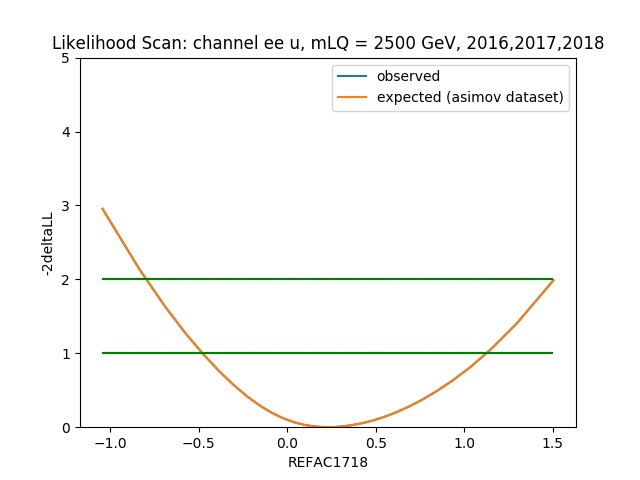 Likelihood Scan: channel ee u, mLQ = 2500 GeV, 2016,2017,2018
observed
expected (asimov dataset)
-2deltaLL
5
4
3
2
1
0
−1.0 −0.5 0.0 0.5 1.0 1.5
REFAC1718